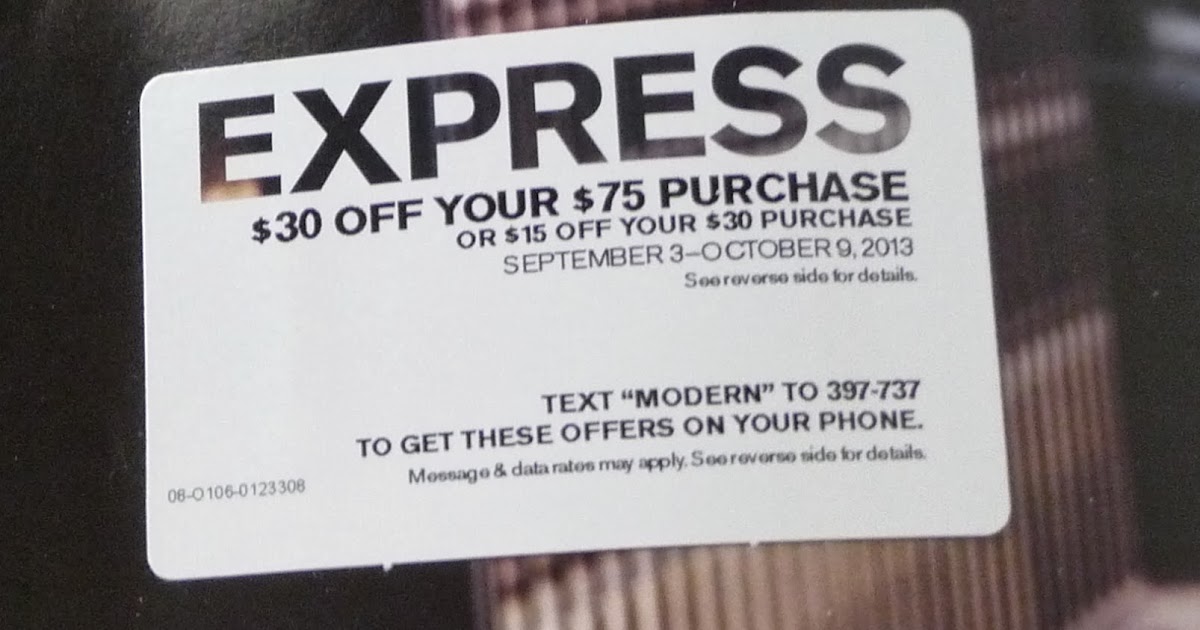 EXPRESS
$30 OFF YOUR $75 PURCHASE
OR $15 OFF YOUR $30 PURCHASE
SEPTEMBER 3–OCTOBER 9, 2013
See reverse side for details.
TEXT “MODERN” TO 397-737
TO GET THESE OFFERS ON YOUR PHONE.
Message & data rates may apply. See reverse side for details.
08-O106-0123308